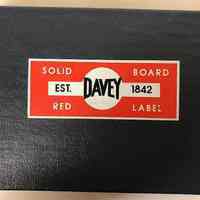 SOLID BOARD
EST. DAVEY 1842
RED LABEL